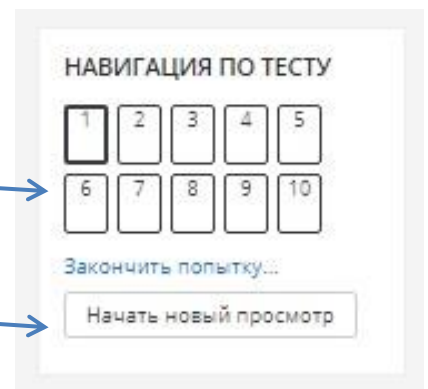 НАВИГАЦИЯ ПО ТЕСТУ
1 2 3 4 5
6 7 8 9 10
Закончить попытку...
Начать новый просмотр